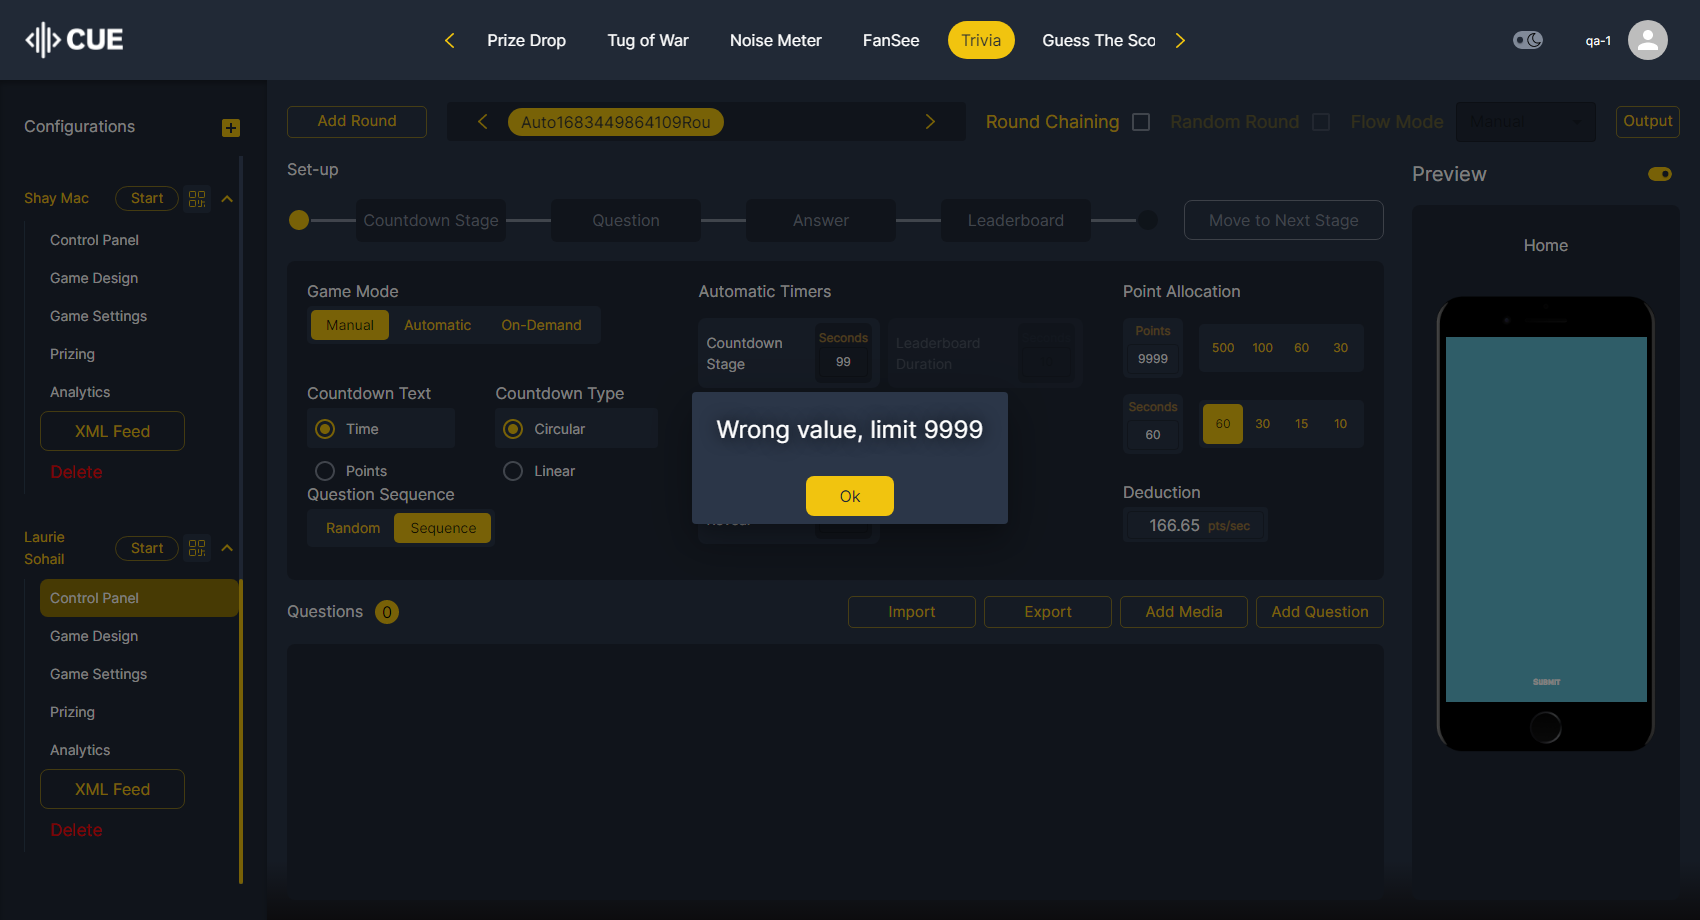 CUE
Prize Drop
Tug of War
Noise Meter
FanSee
Trivia
Guess The Sco
qa-1
Configurations
Add Round
Auto1683449864109Rou
Round Chaining
Random Round
Flow Mode
Manual
Output
Set-up
Preview
Shay Mac
Start
Control Panel
Game Design
Game Settings
Prizing
Analytics
XML Feed
Delete
Laurie
Sohail
Start
Control Panel
Game Design
Game Settings
Prizing
Analytics
XML Feed
Delete
Countdown Stage
Question
Answer
Leaderboard
Move to Next Stage
Game Mode
Manual
Automatic
On-Demand
Countdown Text
Time
Points
Countdown Type
Circular
Linear
Question Sequence
Random
Sequence
Automatic Timers
Countdown
Stage
Seconds
99
Leaderboard
Duration
Point Allocation
Points
9999
500
100
60
30
Seconds
60
60
30
15
10
Deduction
166.65 pts/sec
Wrong value, limit 9999
Ok
Questions 0
Import
Export
Add Media
Add Question
Home
SUBMIT